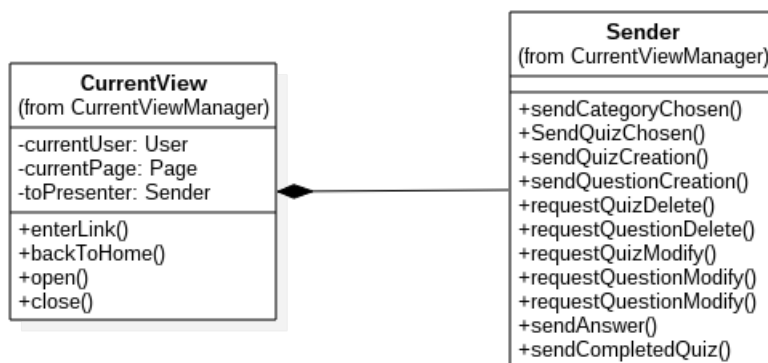 CurrentView
(from CurrentViewManager)
-currentUser: User
-currentPage: Page
-toPresenter: Sender
+enterLink()
+backToHome()
+open()
+close()
Sender
(from CurrentViewManager)
+sendCategoryChosen()
+SendQuizChosen()
+sendQuizCreation()
+sendQuestionCreation()
+requestQuizDelete()
+requestQuestionDelete()
+requestQuizModify()
+requestQuestionModify()
+requestQuestionModify()
+sendAnswer()
+sendCompletedQuiz()